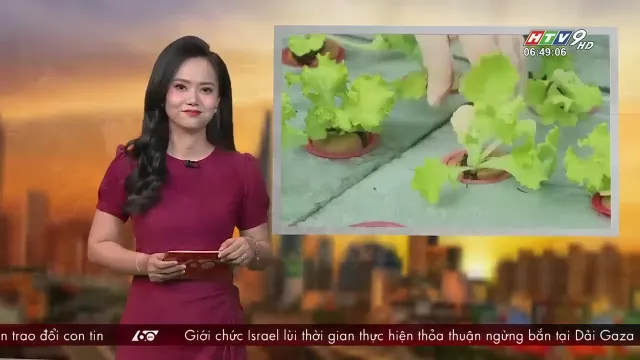 HTV9 HD
06:49:06
n trao đổi con tin 60 Giới chức Israel lùi thời gian thực hiện thỏa thuận ngừng bắn tại Dải Gaza